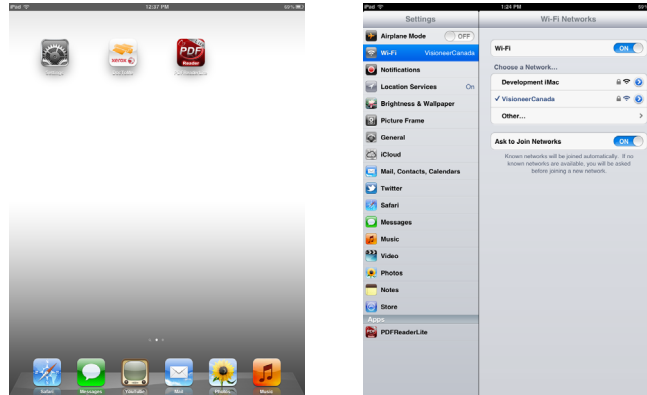 iPad
12:37 PM
99%
Settings
xerox
PDF
Reader
Safari
Messages
YouTube
Mail
Photos
Music
iPad
1:24 PM
Settings
Wi-Fi Networks
Airplane Mode
OFF
Wi-Fi
VisioneerCanada
Notifications
Location Services
On
Brightness & Wallpaper
Picture Frame
General
iCloud
Mail, Contacts, Calendars
Twitter
Safari
Messages
Music
Video
Photos
Notes
Store
Apps
PDFReaderLite
Wi-Fi
ON
Choose a Network...
Development iMac
✓ VisioneerCanada
Other...
Ask to Join Networks
ON
Known networks will be joined automatically. If no
known networks are available, you will be asked
before joining a new network.